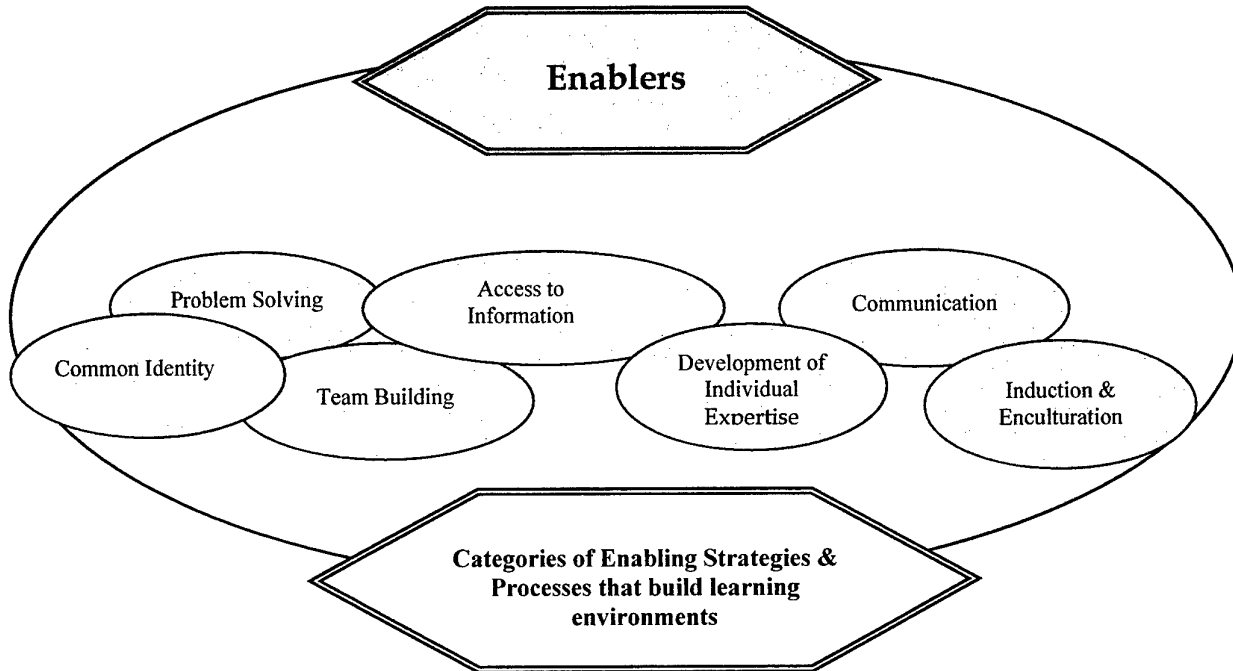 Enablers
Problem Solving
Access to
Information
Communication
Common Identity
Team Building
Development of
Individual
Expertise
Induction &
Enculturation
Categories of Enabling Strategies &
Processes that build learning
environments